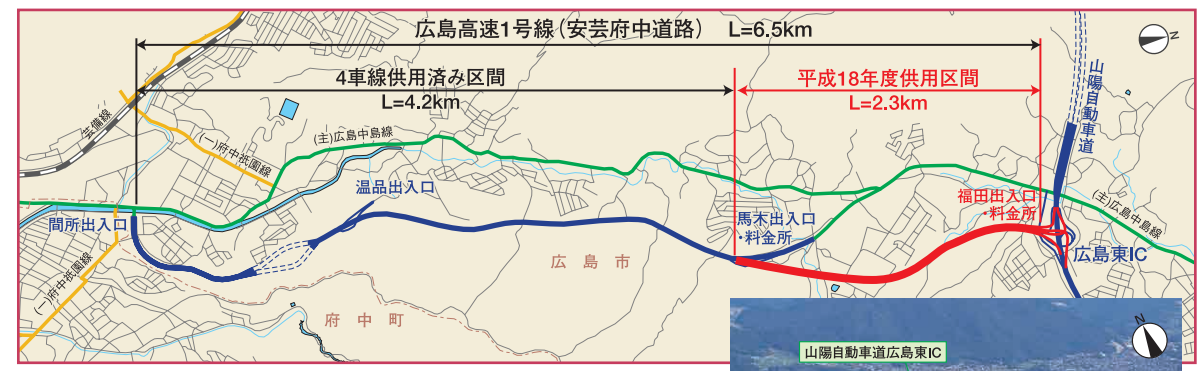 広島高速1号線（安芸府中道路） L=6.5km
N
4車線供用済み区間
L=4.2km
平成18年度供用区間
L=2.3km
山陽自動車道
芸備線
(一)府中祇園線
(主)広島中島線
温品出入口
間所出入口
馬木出入口
・料金所
福田出入口
・料金所
(主)広島中島線
広島東IC
(一)府中祇園線
広島市
府中町
N
山陽自動車道広島東IC